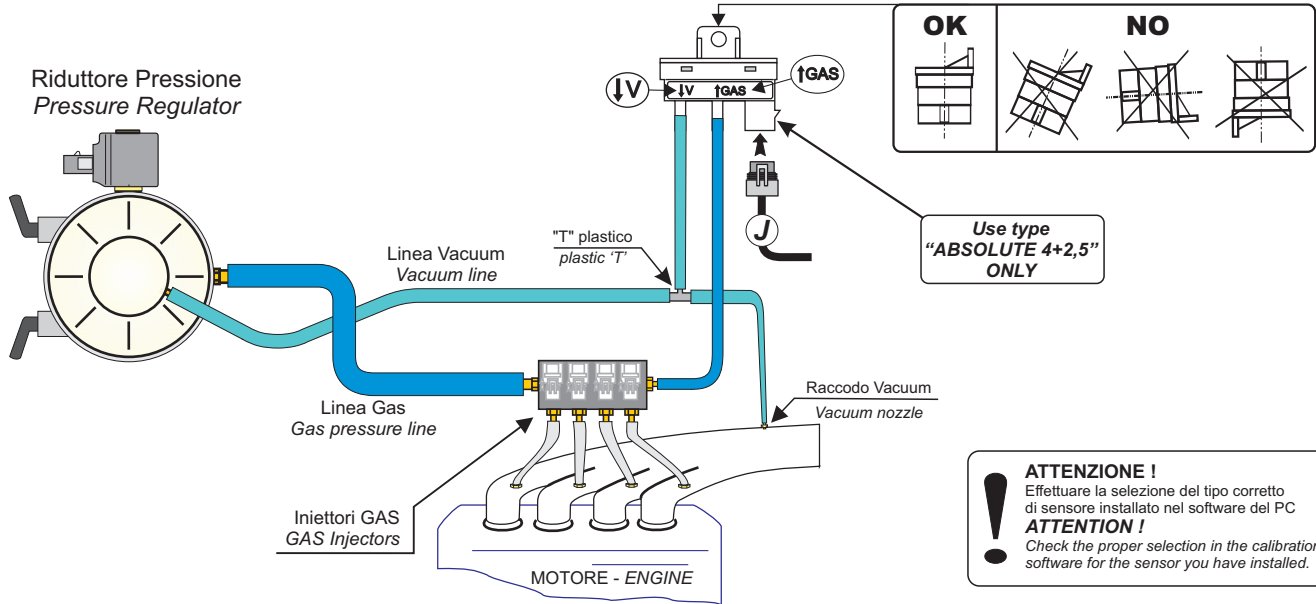 OK
NO
Riduttore Pressione
Pressure Regulator
↓V
↓V
↑GAS
↑GAS
J
Use type
“ABSOLUTE 4+2,5”
ONLY
Linea Vacuum
Vacuum line
"T" plastico
plastic ‘T’
Linea Gas
Gas pressure line
Raccodo Vacuum
Vacuum nozzle
Iniettori GAS
GAS Injectors
MOTORE - ENGINE
ATTENZIONE !
Effettuare la selezione del tipo corretto
di sensore installato nel software del PC
ATTENTION !
Check the proper selection in the calibration
software for the sensor you have installed.